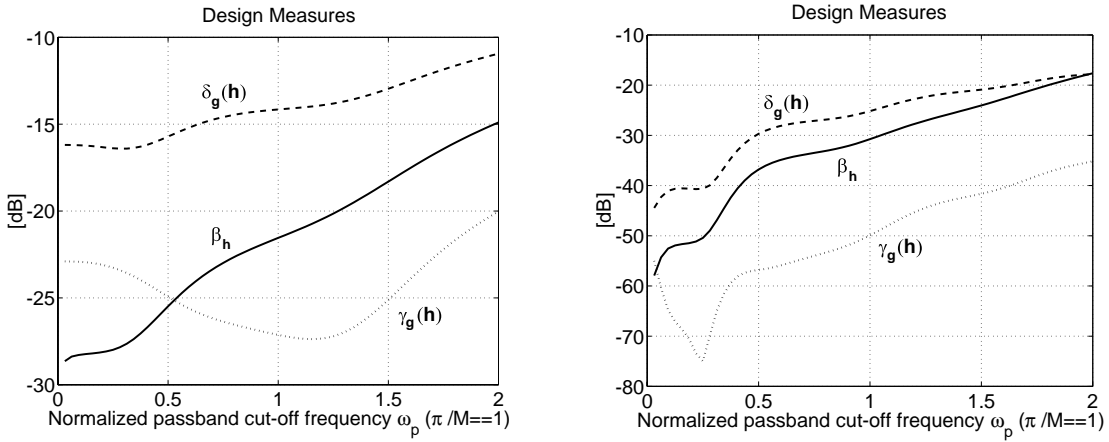 Design Measures
-10
-15
-20
-25
-30
[dB]
δg(h)
βh
γg(h)
0 0.5 1 1.5 2
Normalized passband cut-off frequency ωp (π /M==1)
Design Measures
-10
-20
-30
-40
-50
-60
-70
-80
[dB]
δg(h)
βh
γg(h)
0 0.5 1 1.5 2
Normalized passband cut-off frequency ωp (π /M==1)